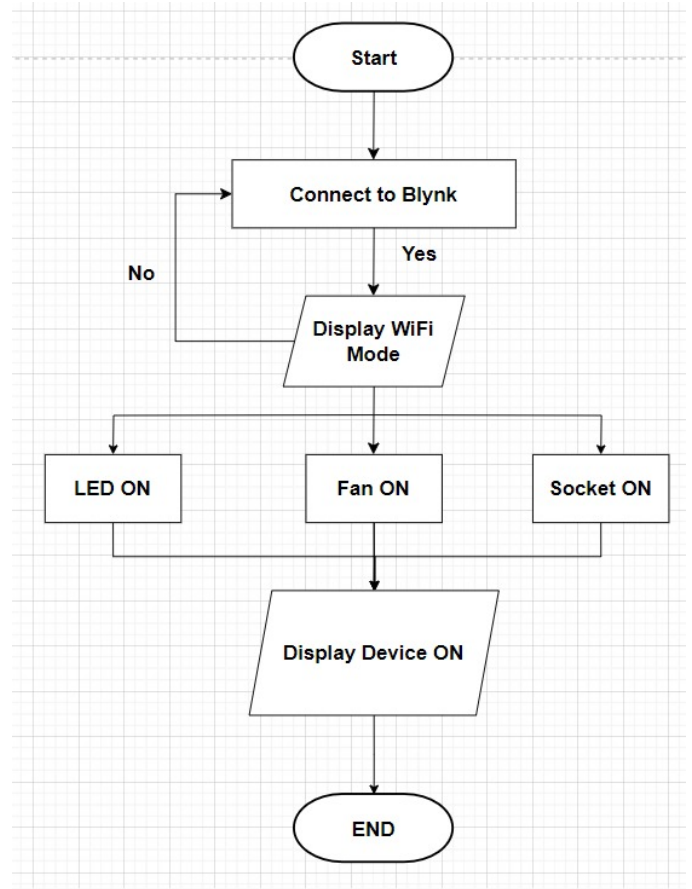 Start
Connect to Blynk
Yes
No
Display WiFi
Mode
LED ON
Fan ON
Socket ON
Display Device ON
END